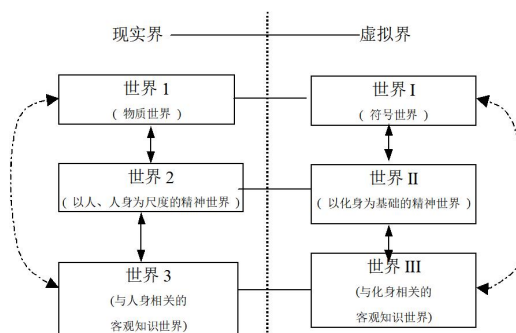 现实界
虚拟界
世界 1
（ 物质世界 ）
世界 I
（ 符号世界 ）
世界 2
（ 以人、人身为尺度的精神世界 ）
世界 II
（ 以化身为基础的精神世界 ）
世界 3
(与人身相关的
客观知识世界)
世界 III
(与化身相关的
客观知识世界)